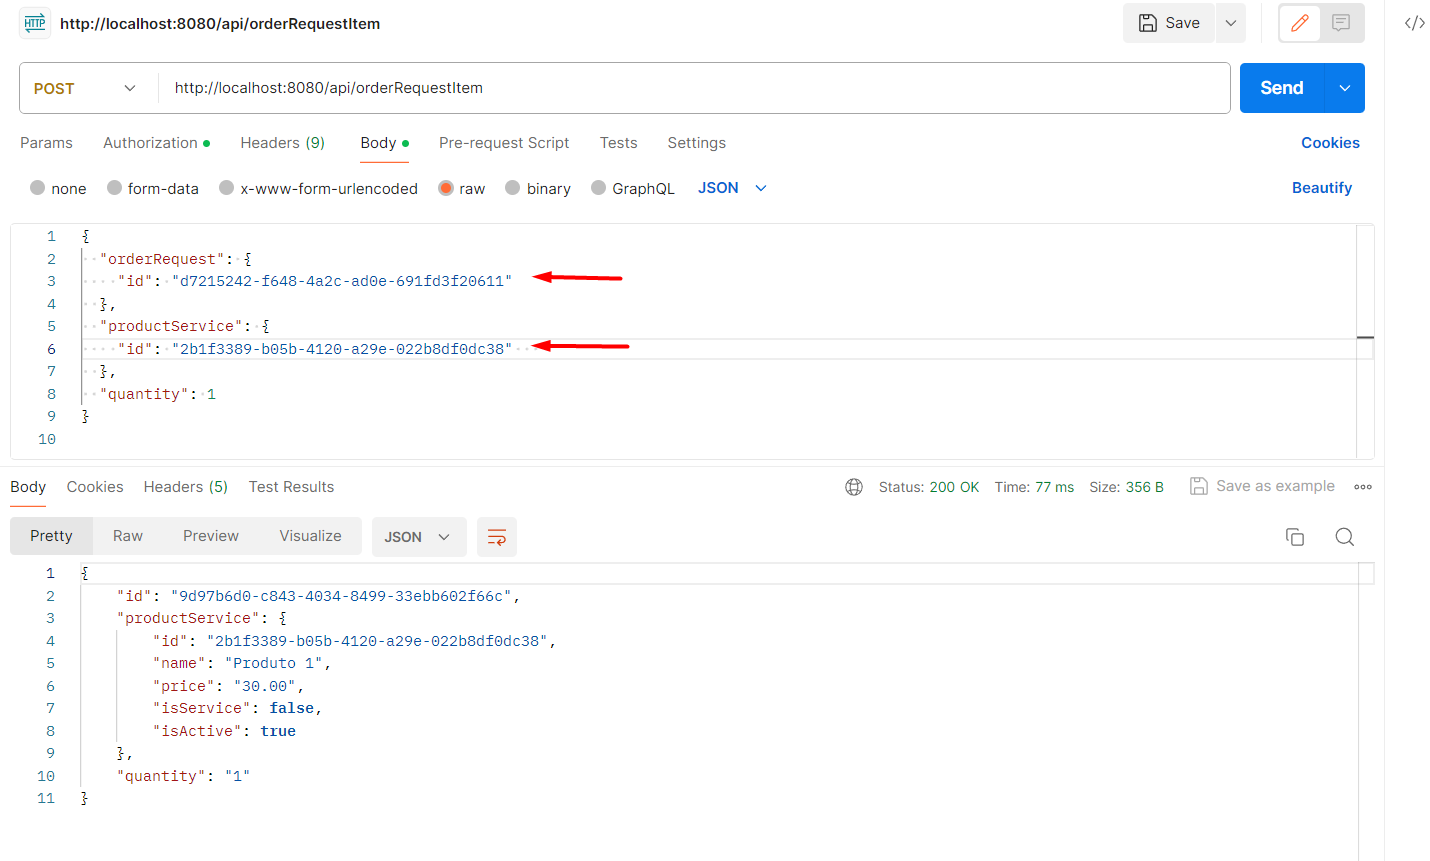 HTTP http://localhost:8080/api/orderRequestItem Save </>
POST http://localhost:8080/api/orderRequestItem Send
Params Authorization Headers (9) Body Pre-request Script Tests Settings Cookies
none form-data x-www-form-urlencoded raw binary GraphQL JSON Beautify
1 {
2 "orderRequest": {
3 "id": "d7215242-f648-4a2c-ad0e-691fd3f20611"
4 },
5 "productService": {
6 "id": "2b1f3389-b05b-4120-a29e-022b8df0dc38"
7 },
8 "quantity": 1
9 }
10
Body Cookies Headers (5) Test Results Status: 200 OK Time: 77 ms Size: 356 B Save as example
Pretty Raw Preview Visualize JSON
1 {
2 "id": "9d97b6d0-c843-4034-8499-33ebb602f66c",
3 "productService": {
4 "id": "2b1f3389-b05b-4120-a29e-022b8df0dc38",
5 "name": "Produto 1",
6 "price": "30.00",
7 "isService": false,
8 "isActive": true
9 },
10 "quantity": "1"
11 }